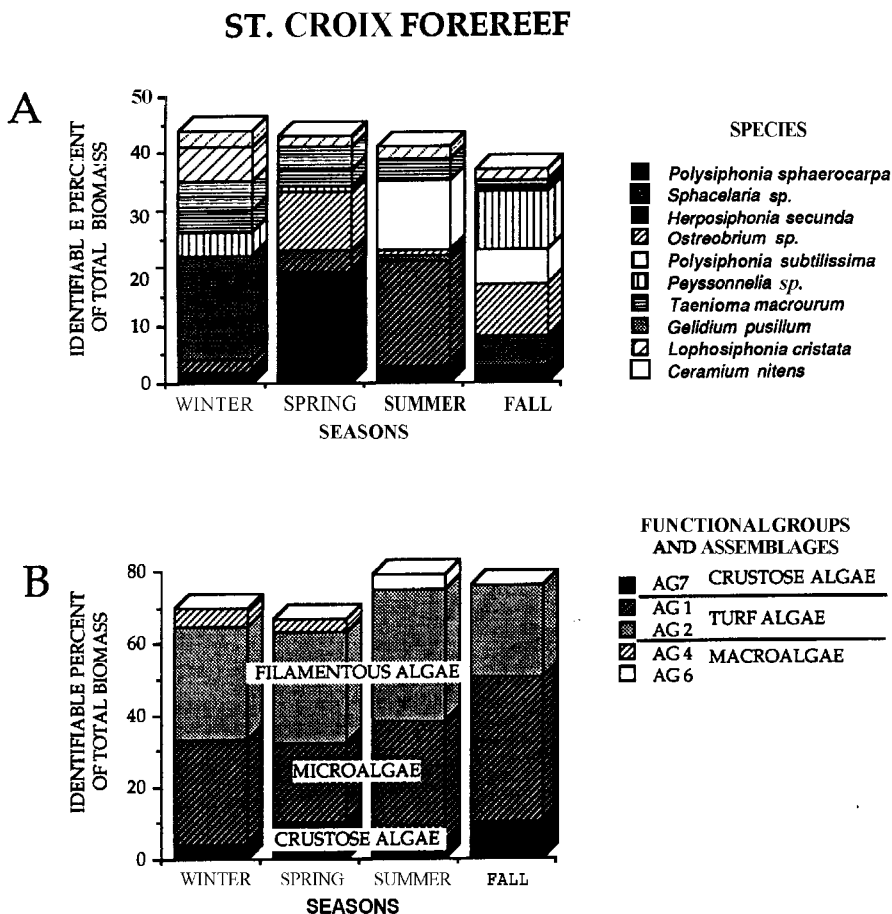 ST. CROIX FOREREEF
A
IDENTIFIABL E PERCENT
OF TOTAL BIOMASS
50
40
30
20
10
0
WINTER SPRING SUMMER FALL
SEASONS
SPECIES
Polysiphonia sphaerocarpa
Sphacelaria sp.
Herposiphonia secunda
Ostreobrium sp.
Polysiphonia subtilissima
Peyssonnelia sp.
Taenioma macrourum
Gelidium pusillum
Lophosiphonia cristata
Ceramium nitens
B
IDENTIFIABLE PERCENT
OF TOTAL BIOMASS
80
60
40
20
0
FILAMENTOUS ALGAE
MICROALGAE
CRUSTOSE ALGAE
WINTER SPRING SUMMER FALL
SEASONS
FUNCTIONAL GROUPS
AND ASSEMBLAGES
AG7 CRUSTOSE ALGAE
AG1
TURF ALGAE
AG2
AG4 MACROALGAE
AG6